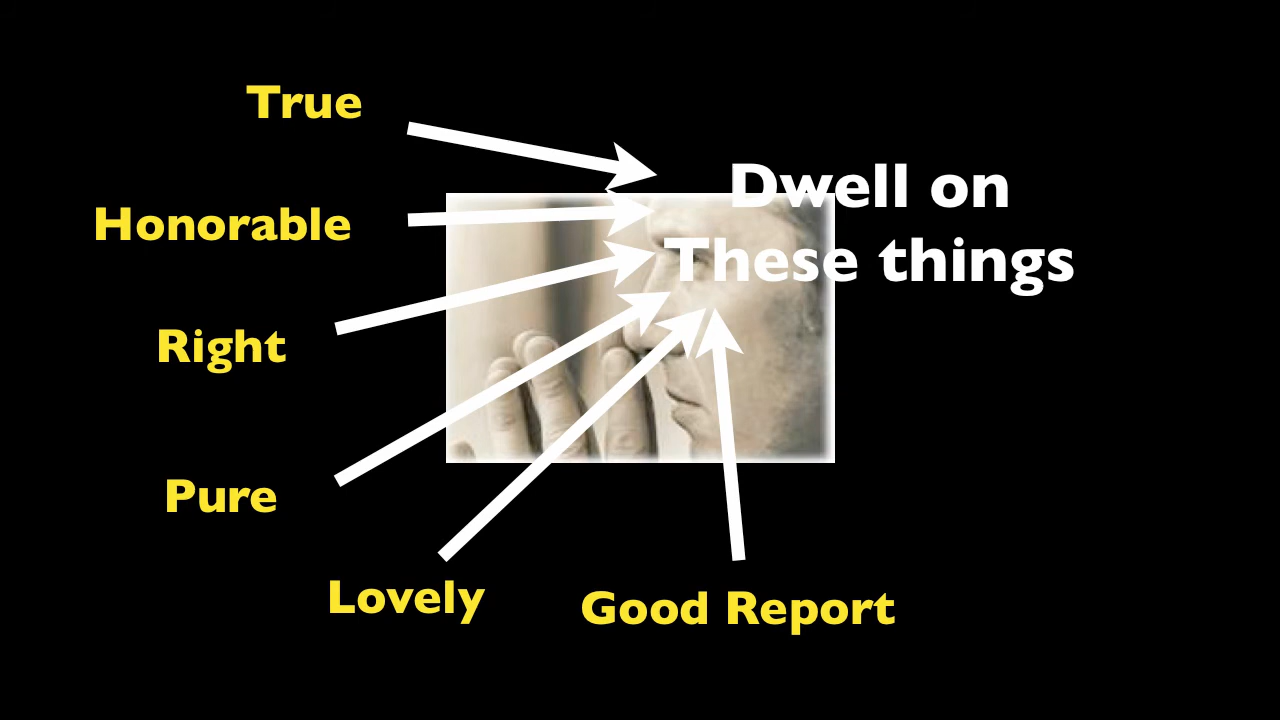 True
Dwell on
These things
Honorable
Right
Pure
Lovely
Good Report